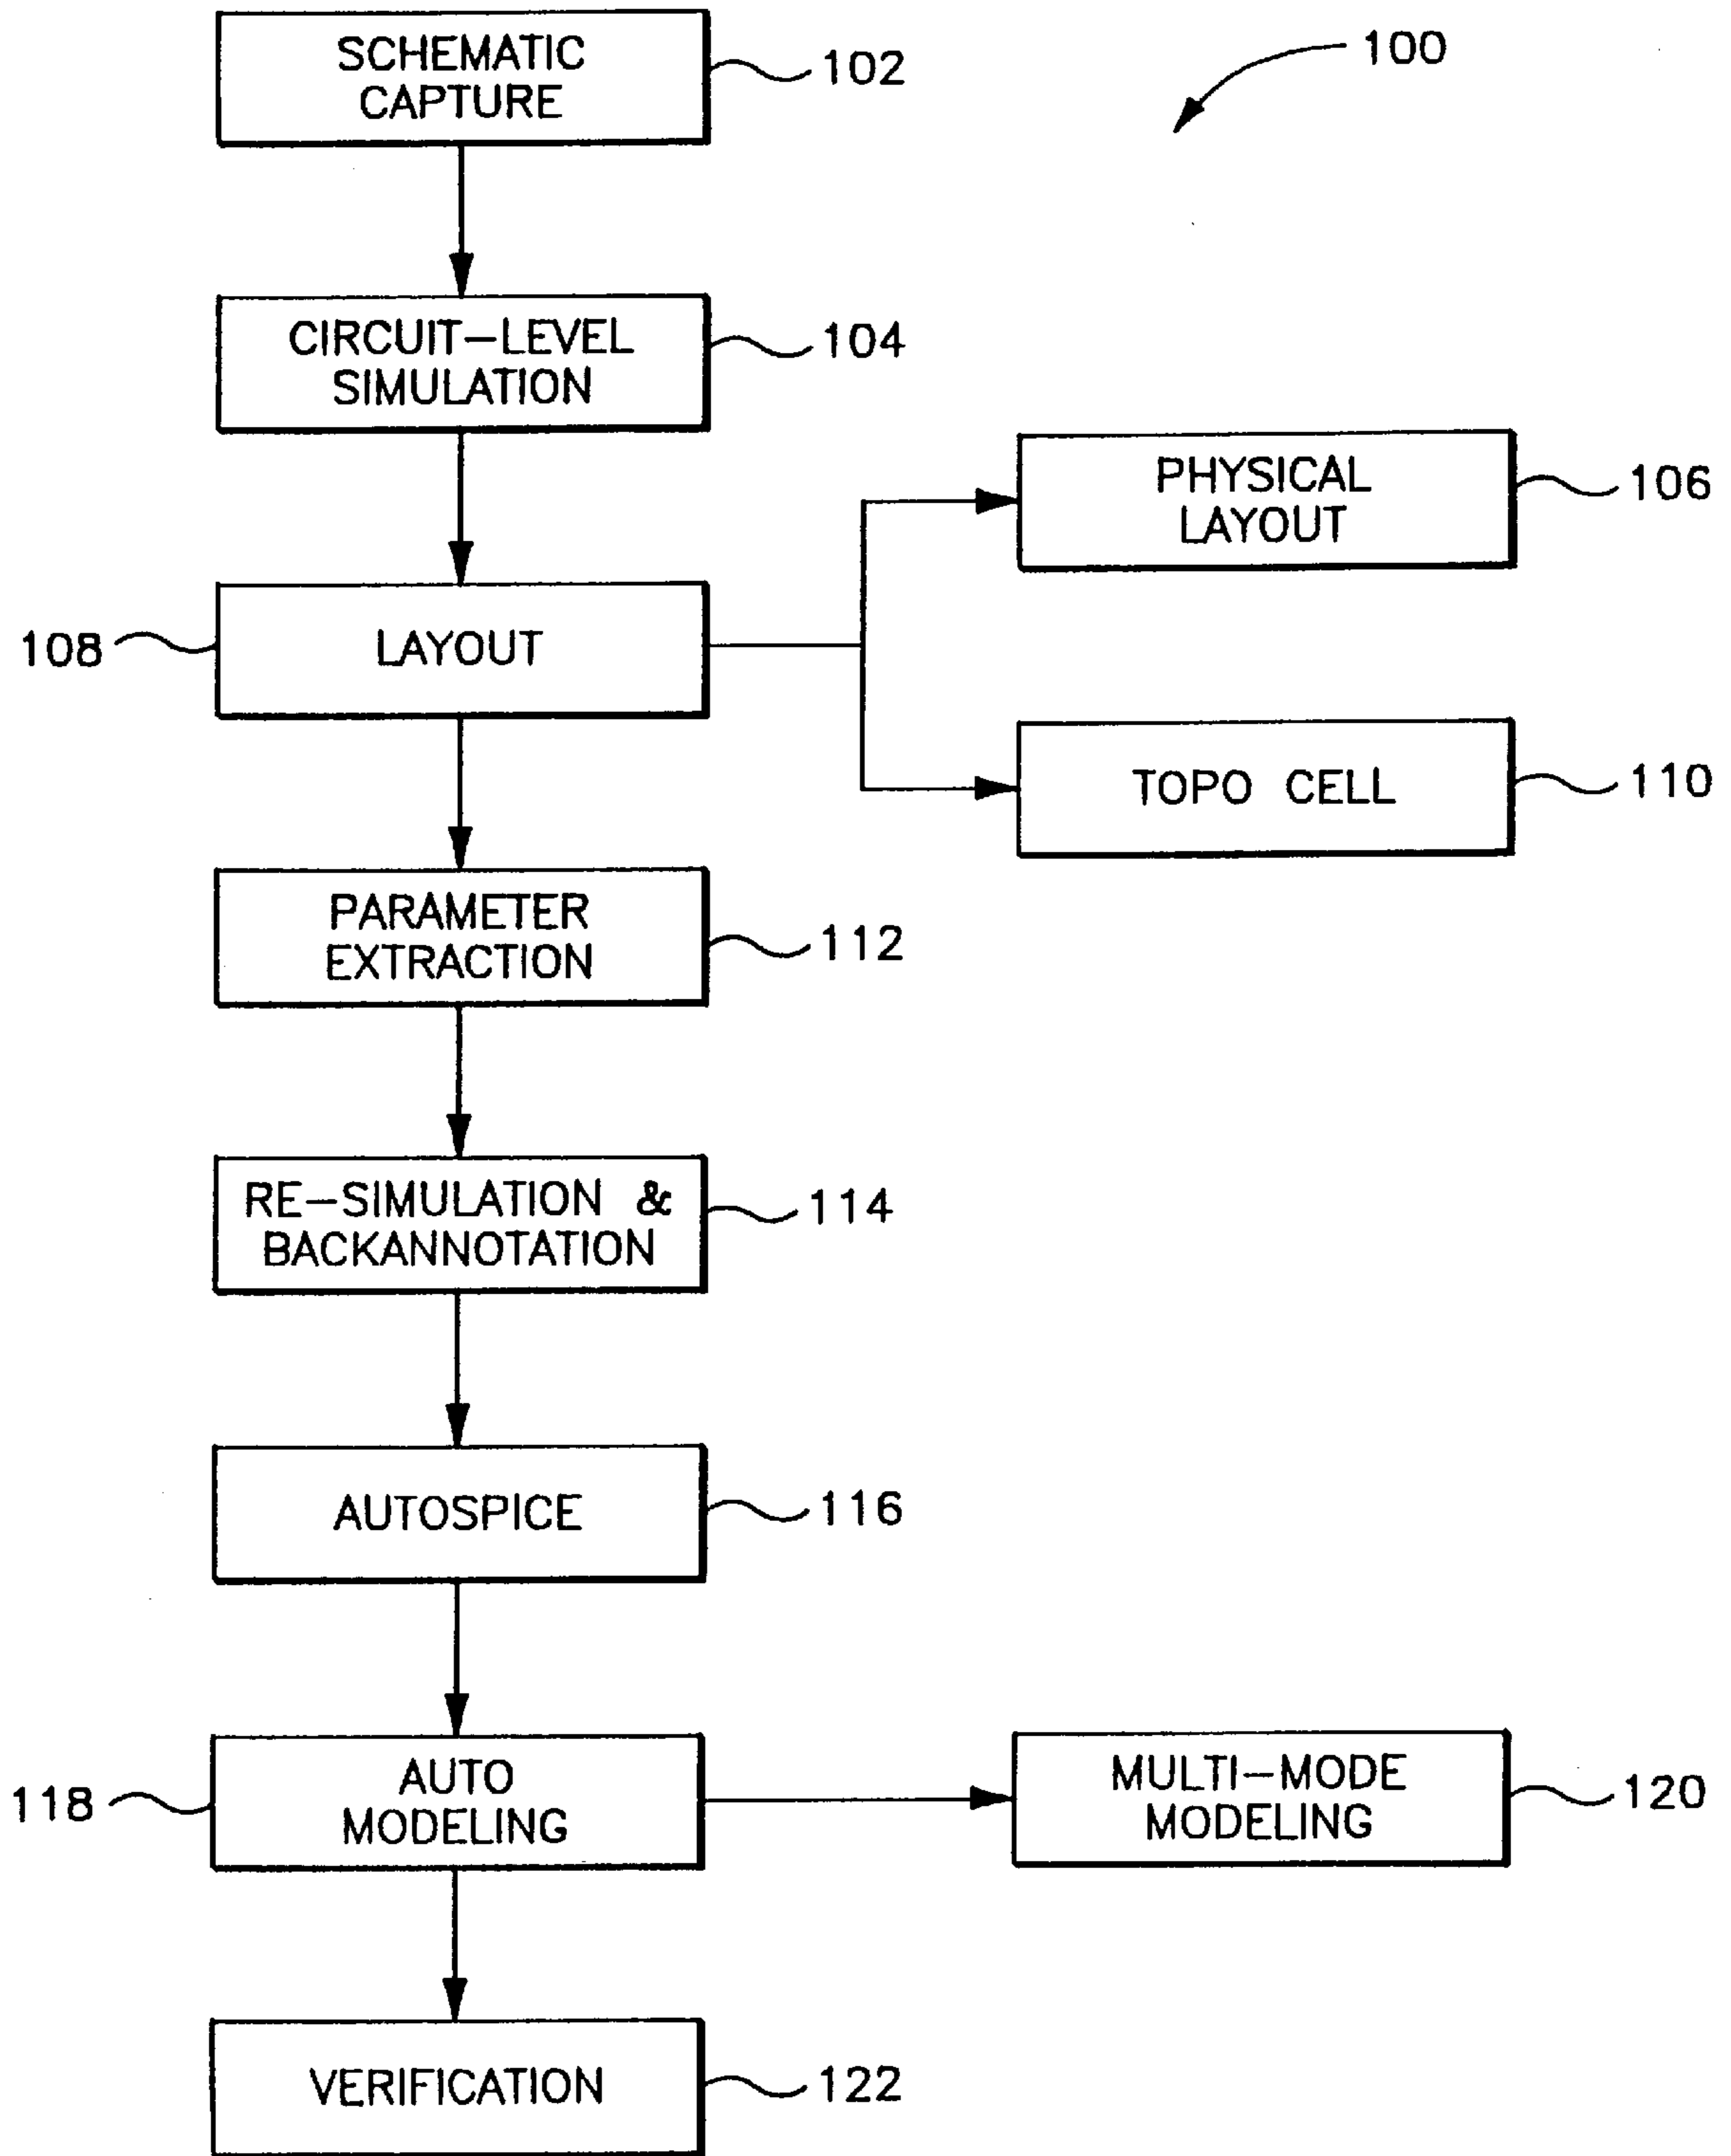 SCHEMATIC
CAPTURE
102
100
CIRCUIT-LEVEL
SIMULATION
104
PHYSICAL
LAYOUT
106
108
LAYOUT
TOPO CELL
110
PARAMETER
EXTRACTION
112
RE-SIMULATION &
BACKANNOTATION
114
AUTOSPICE
116
118
AUTO
MODELING
MULTI-MODE
MODELING
120
VERIFICATION
122